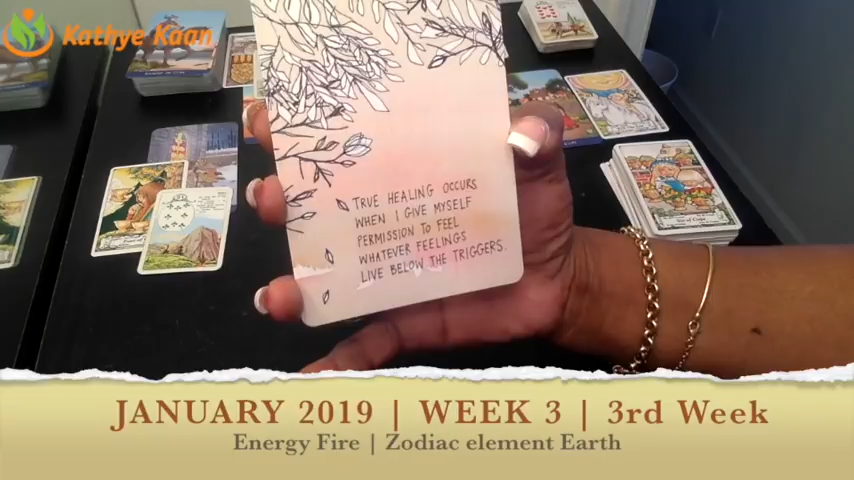 Kathye Kaan
TRUE HEALING OCCURS
WHEN I GIVE MYSELF
PERMISSION TO FEEL
WHATEVER FEELINGS
LIVE BELOW THE TRIGGERS.
JANUARY 2019 | WEEK 3 | 3rd Week
Energy Fire | Zodiac element Earth